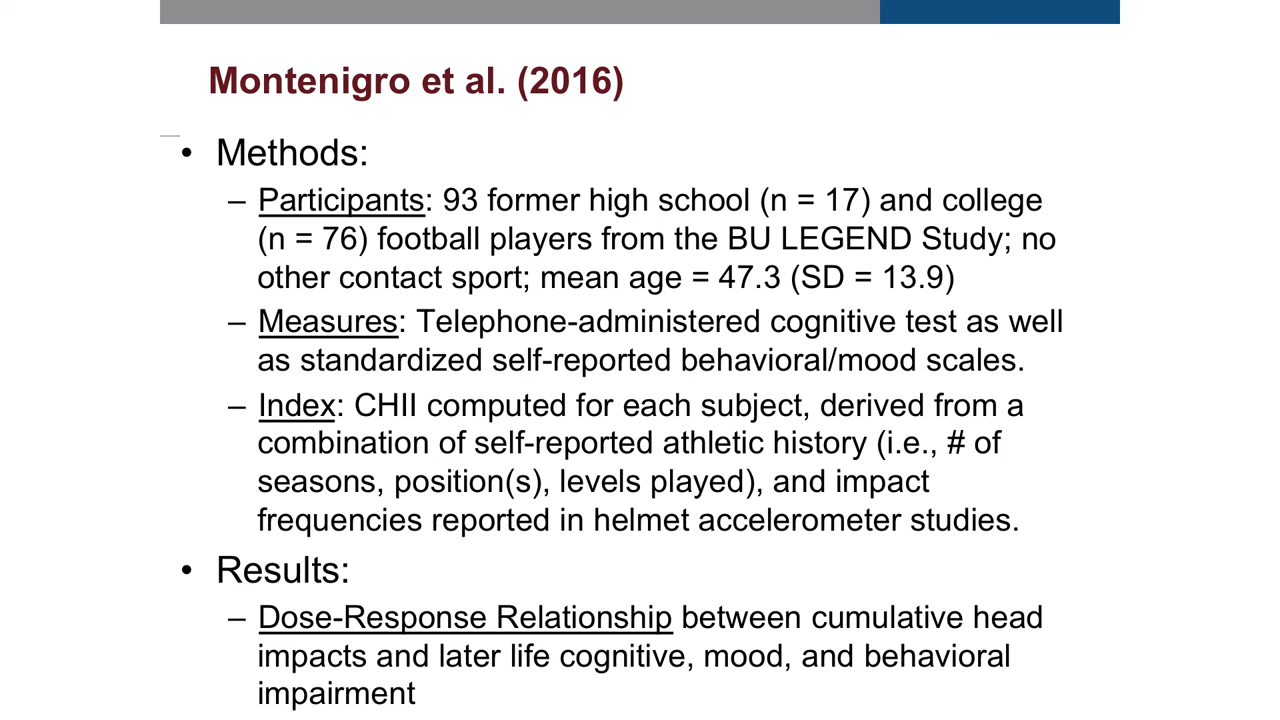 Montenigro et al. (2016)
• Methods:
– Participants: 93 former high school (n = 17) and college
(n = 76) football players from the BU LEGEND Study; no
other contact sport; mean age = 47.3 (SD = 13.9)
– Measures: Telephone-administered cognitive test as well
as standardized self-reported behavioral/mood scales.
– Index: CHII computed for each subject, derived from a
combination of self-reported athletic history (i.e., # of
seasons, position(s), levels played), and impact
frequencies reported in helmet accelerometer studies.
• Results:
– Dose-Response Relationship between cumulative head
impacts and later life cognitive, mood, and behavioral
impairment